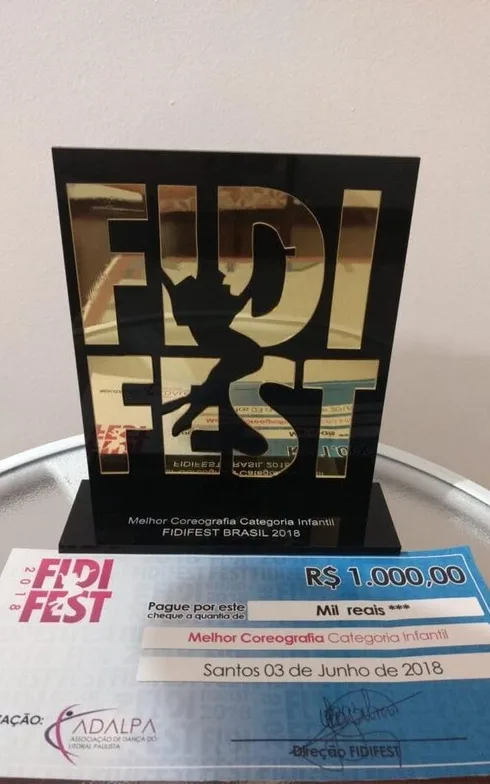 FIDI
FEST
Melhor Coreografia Categoria Infantil
FIDIFEST BRASIL 2018
2018
FIDI
FEST
R$ 1.000,00
Pague por este
cheque a quantia de
Mil reais ***
Melhor Coreografia Categoria Infantil
Santos 03 de Junho de 2018
ZAÇÃO:
ADALPA
ASSOCIAÇÃO DE DANÇA DO
LITORAL PAULISTA
Direção FIDIFEST